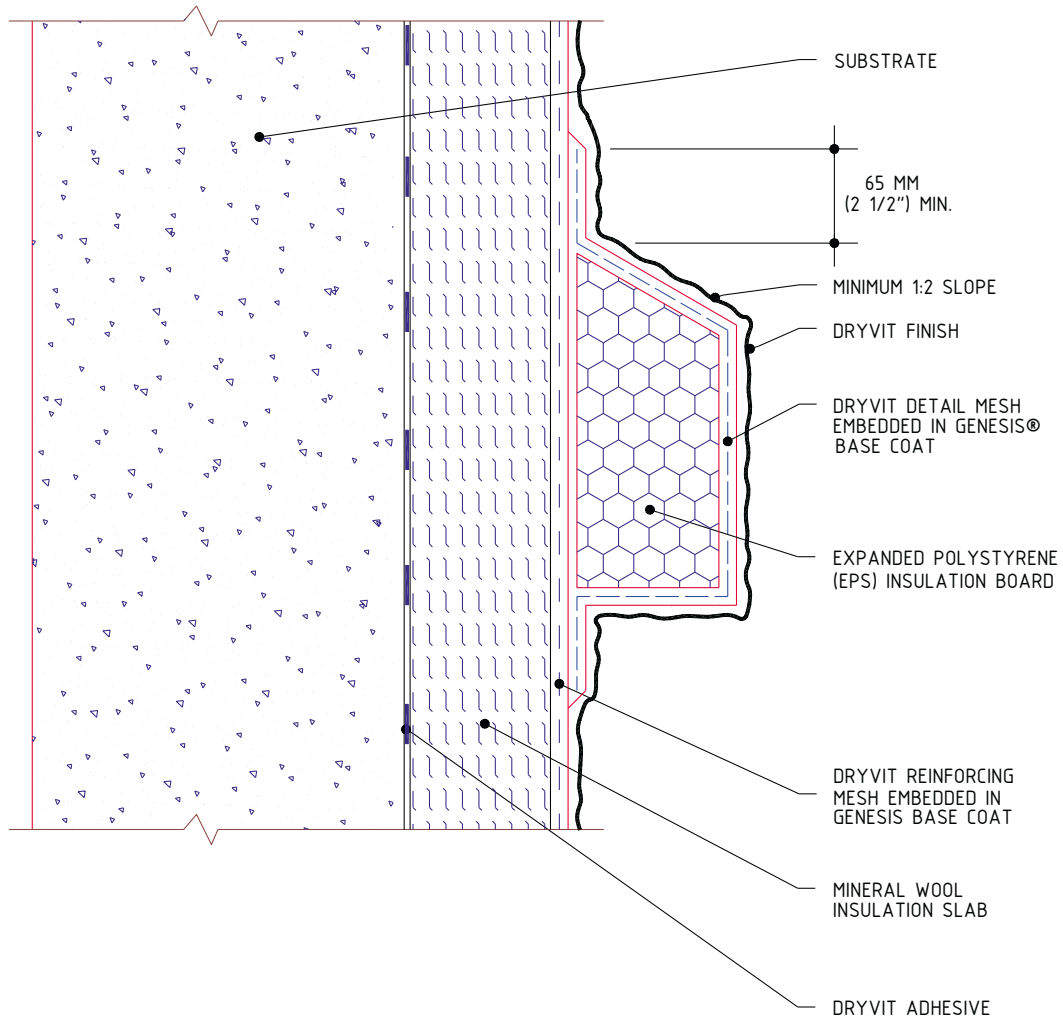 SUBSTRATE
65 MM
(2 1/2") MIN.
MINIMUM 1:2 SLOPE
DRYVIT FINISH
DRYVIT DETAIL MESH
EMBEDDED IN GENESIS®
BASE COAT
EXPANDED POLYSTYRENE
(EPS) INSULATION BOARD
DRYVIT REINFORCING
MESH EMBEDDED IN
GENESIS BASE COAT
MINERAL WOOL
INSULATION SLAB
DRYVIT ADHESIVE